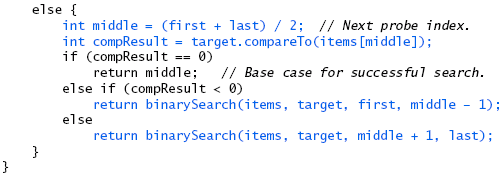 else {
int middle = (first + last) / 2;  // Next probe index.
int compResult = target.compareTo(items[middle]);
if (compResult == 0)
return middle;   // Base case for successful search.
else if (compResult < 0)
return binarySearch(items, target, first, middle – 1);
else
return binarySearch(items, target, middle + 1, last);
}
}